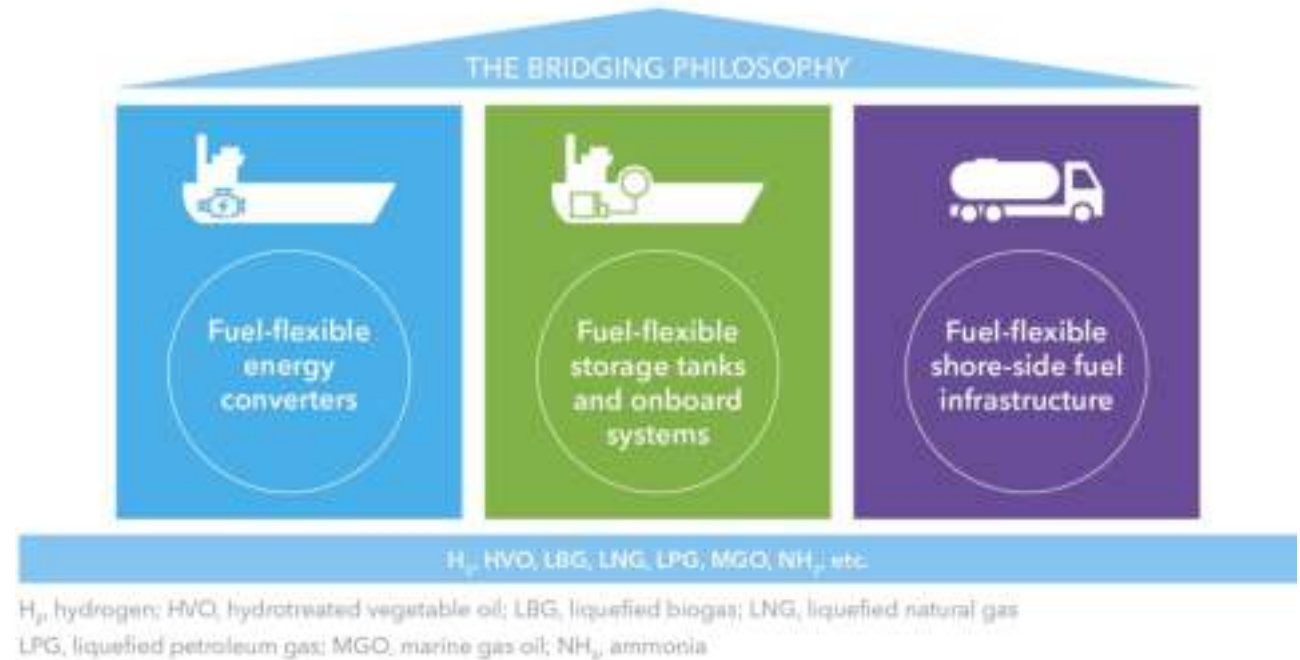 THE BRIDGING PHILOSOPHY
Fuel-flexible
energy
converters
Fuel-flexible
storage tanks
and onboard
systems
Fuel-flexible
shore-side fuel
infrastructure
H₂, HVO, LBG, LNG, LPG, MGO, NH₃, etc.
H₂, hydrogen; HVO, hydrotreated vegetable oil; LBG, liquefied biogas; LNG, liquefied natural gas
LPG, liquefied petroleum gas; MGO, marine gas oil; NH₃, ammonia